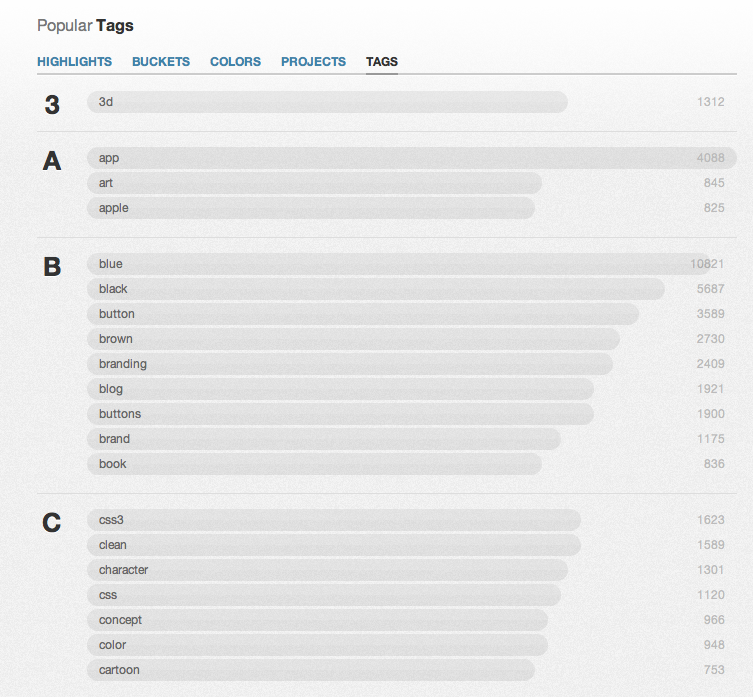 Popular Tags
HIGHLIGHTS BUCKETS COLORS PROJECTS TAGS
3 3d 1312
A app 4088
art 845
apple 825
B blue 10821
black 5687
button 3589
brown 2730
branding 2409
blog 1921
buttons 1900
brand 1175
book 836
C css3 1623
clean 1589
character 1301
css 1120
concept 966
color 948
cartoon 753